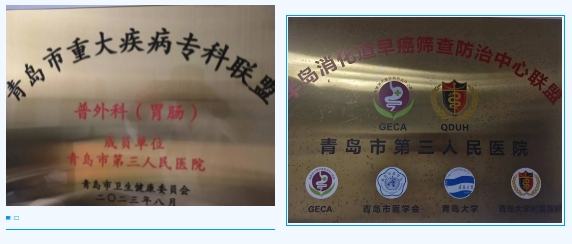 青岛市重大疾病专科联盟
普外科（胃肠）
成员单位
青岛市第三人民医院
青岛市卫生健康委员会
二〇二三年八月
岛消化道早癌筛查防治中心联盟
GECA
QDUH
青岛市第三人民医院
GECA
青岛市医学会
青岛大学